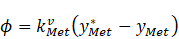 ϕ = k^v_Met (y^*_Met − y_Met)